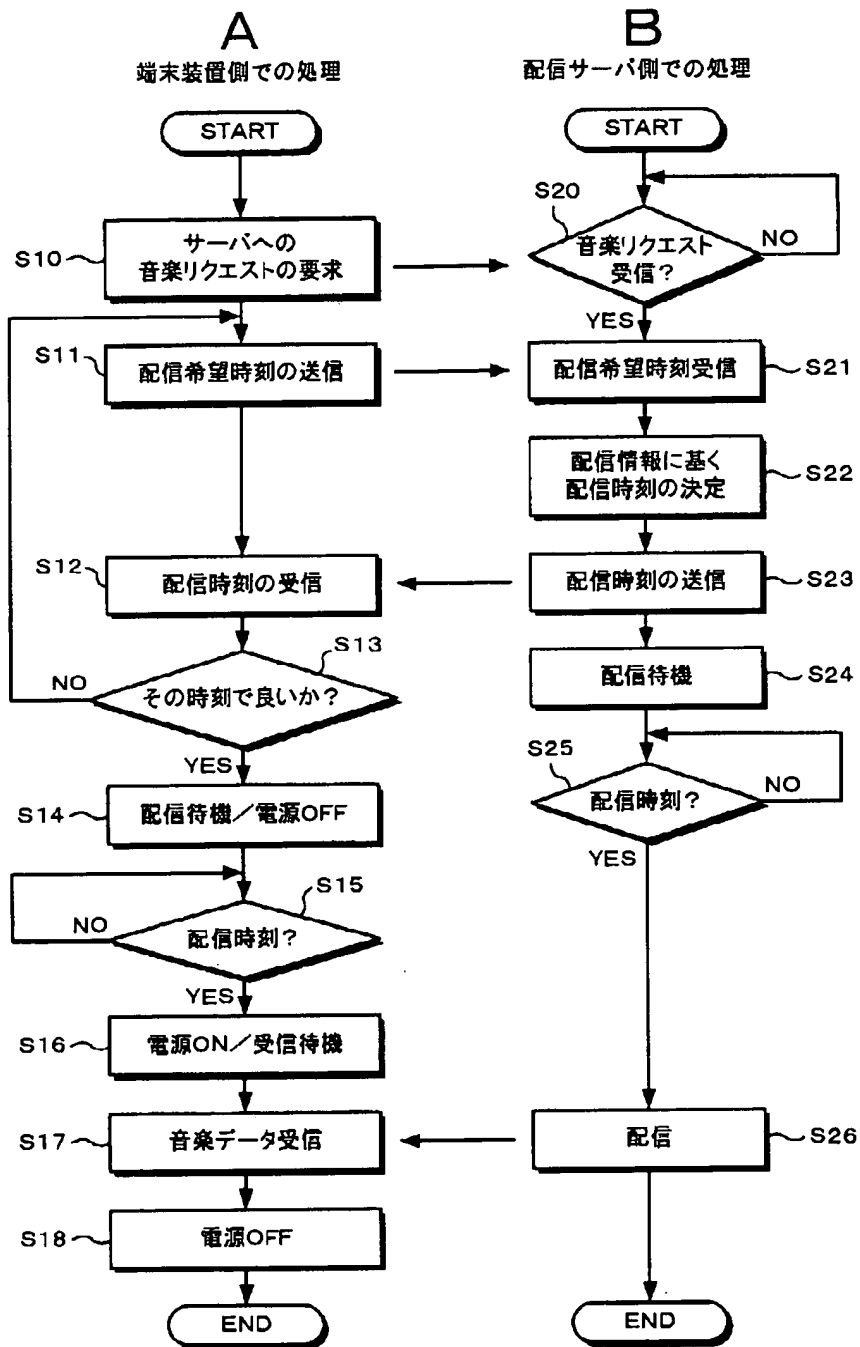 A
端末装置側での処理
START
S10
サーバへの
音楽リクエストの要求
S11
配信希望時刻の送信
S12
配信時刻の受信
S13
その時刻で良いか？
NO
YES
S14
配信待機／電源OFF
S15
配信時刻？
NO
YES
S16
電源ON／受信待機
S17
音楽データ受信
S18
電源OFF
END
B
配信サーバ側での処理
START
S20
音楽リクエスト
受信？
NO
YES
配信希望時刻受信
S21
配信情報に基く
配信時刻の決定
S22
配信時刻の送信
S23
配信待機
S24
S25
配信時刻？
NO
YES
配信
S26
END